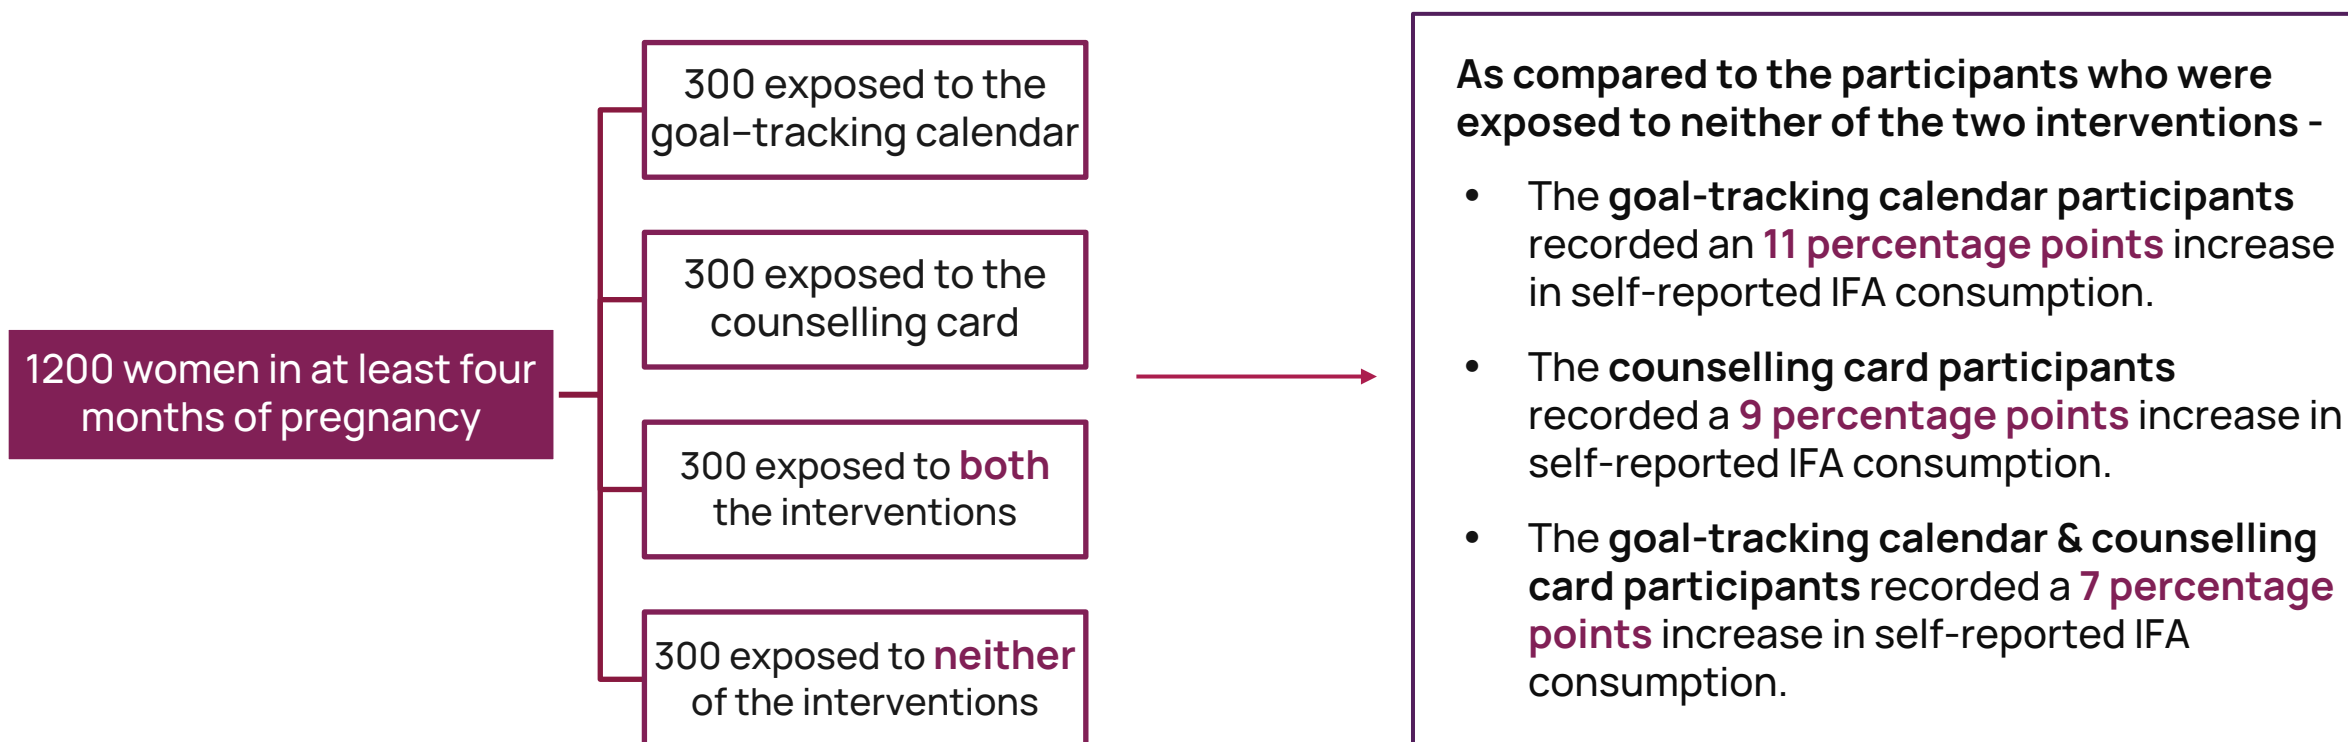 1200 women in at least four
months of pregnancy
300 exposed to the
goal–tracking calendar
300 exposed to the
counselling card
300 exposed to both
the interventions
300 exposed to neither
of the interventions
As compared to the participants who were
exposed to neither of the two interventions -
• The goal-tracking calendar participants
recorded an 11 percentage points increase
in self-reported IFA consumption.
• The counselling card participants
recorded a 9 percentage points increase in
self-reported IFA consumption.
• The goal-tracking calendar & counselling
card participants recorded a 7 percentage
points increase in self-reported IFA
consumption.